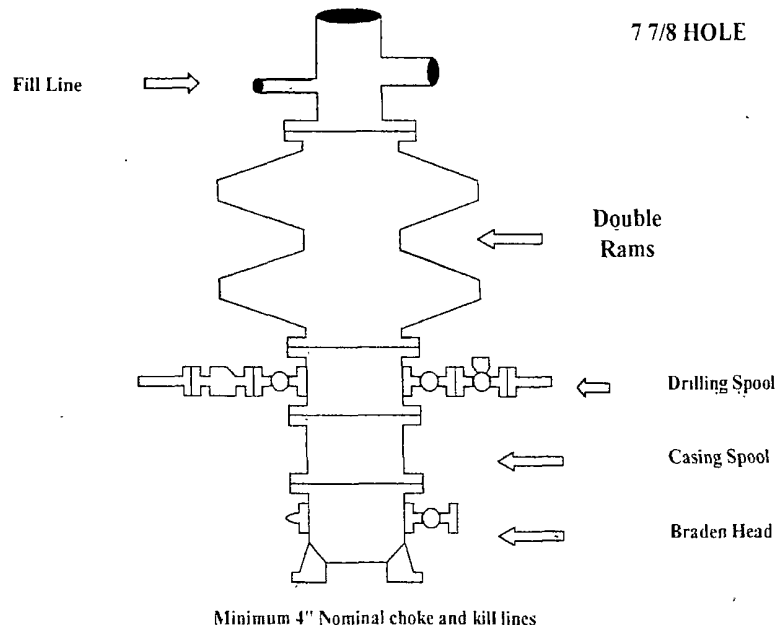 7 7/8 HOLE
Fill Line
Double
Rams
Drilling Spool
Casing Spool
Braden Head
Minimum 4" Nominal choke and kill lines